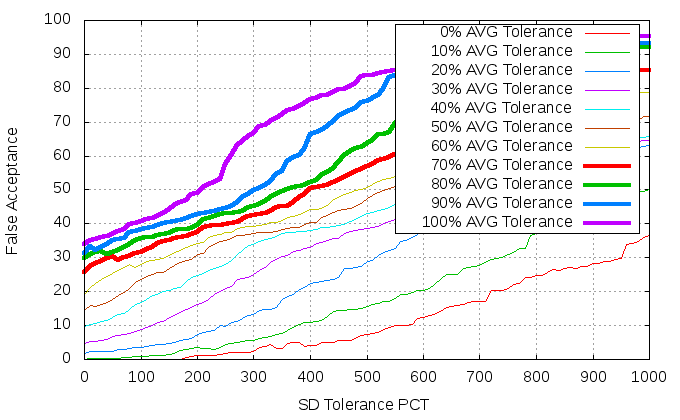 100
90
80
70
60
50
40
30
20
10
0
False Acceptance
0% AVG Tolerance
10% AVG Tolerance
20% AVG Tolerance
30% AVG Tolerance
40% AVG Tolerance
50% AVG Tolerance
60% AVG Tolerance
70% AVG Tolerance
80% AVG Tolerance
90% AVG Tolerance
100% AVG Tolerance
0 100 200 300 400 500 600 700 800 900 1000
SD Tolerance PCT